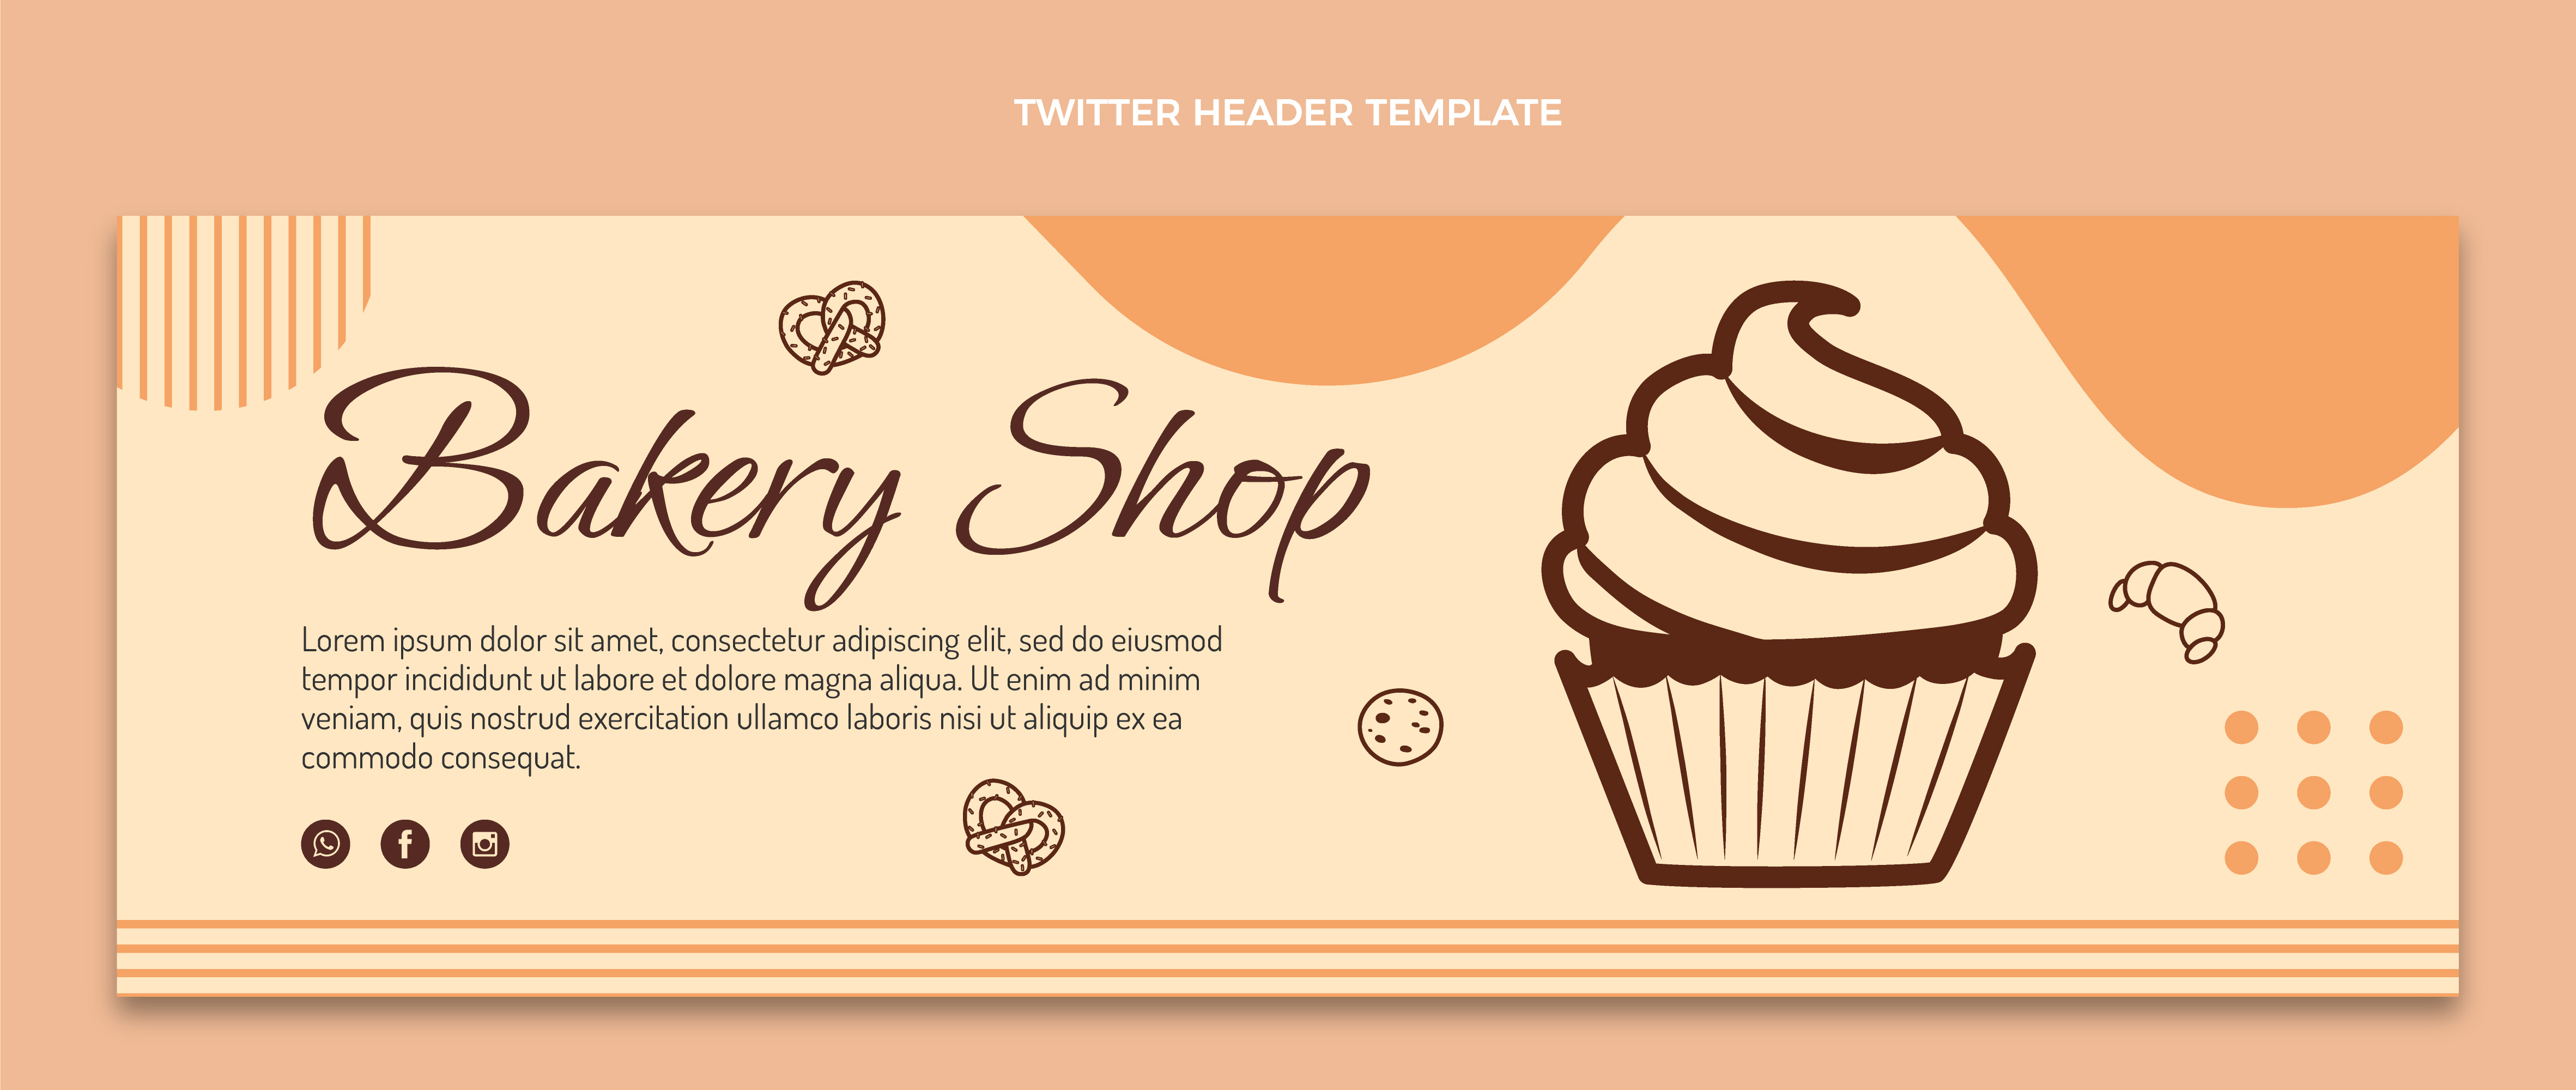 TWITTER HEADER TEMPLATE
Bakery Shop
Lorem ipsum dolor sit amet, consectetur adipiscing elit, sed do eiusmod
tempor incididunt ut labore et dolore magna aliqua. Ut enim ad minim
veniam, quis nostrud exercitation ullamco laboris nisi ut aliquip ex ea
commodo consequat.